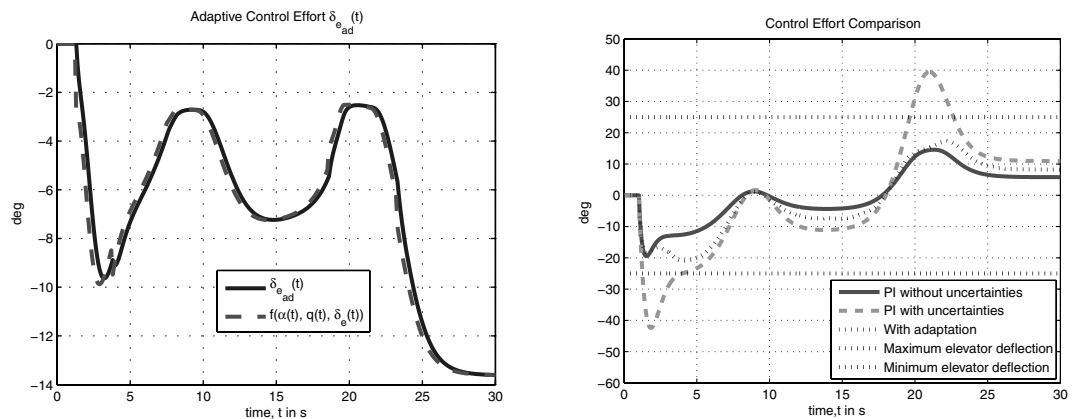 Adaptive Control Effort δ_e_ad(t)
0
−2
−4
−6
−8
−10
−12
−14
deg
0 5 10 15 20 25 30
time, t in s
δ_e_ad(t)
f(α(t), q(t), δ_e(t))
Control Effort Comparison
50
40
30
20
10
0
−10
−20
−30
−40
−50
−60
deg
0 5 10 15 20 25 30
time,t in s
PI without uncertainties
PI with uncertainties
With adaptation
Maximum elevator deflection
Minimum elevator deflection